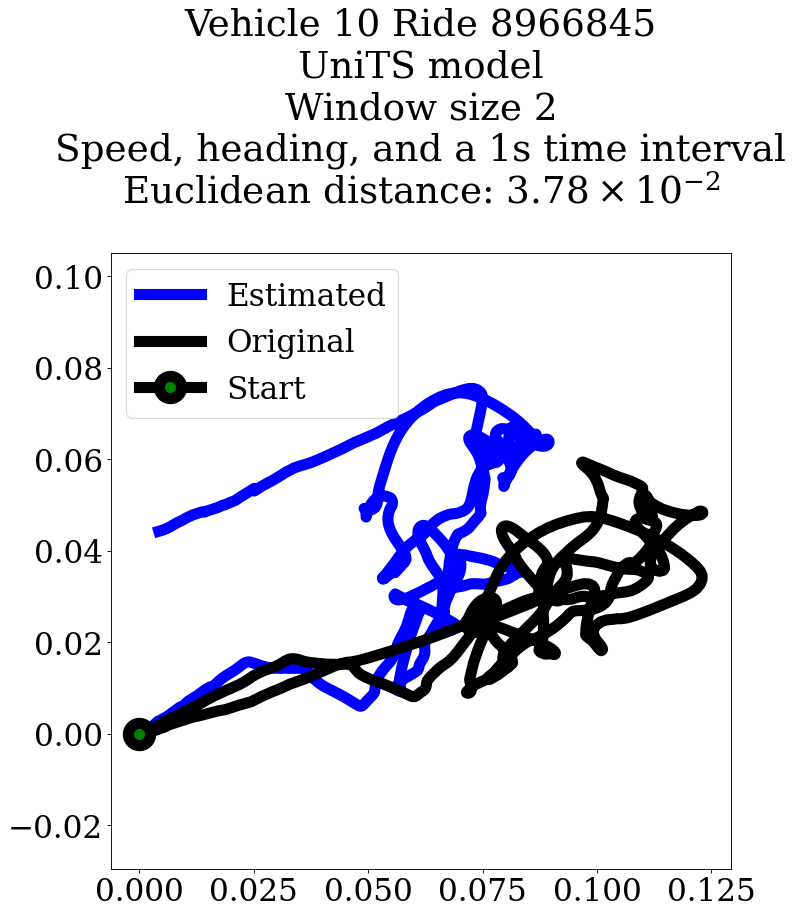 Vehicle 10 Ride 8966845
UniTS model
Window size 2
Speed, heading, and a 1s time interval
Euclidean distance: 3.78 × 10⁻²
Estimated
Original
Start
0.10
0.08
0.06
0.04
0.02
0.00
−0.02
0.000 0.025 0.050 0.075 0.100 0.125